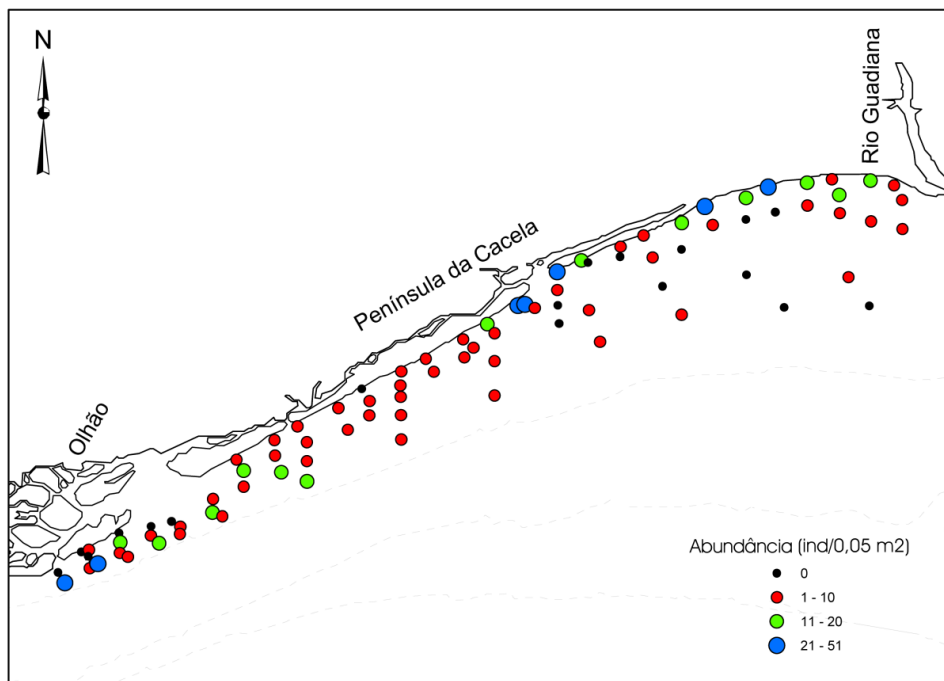 N
Rio Guadiana
Península da Cacela
Olhão
Abundância (ind/0,05 m2)
0
1 - 10
11 - 20
21 - 51